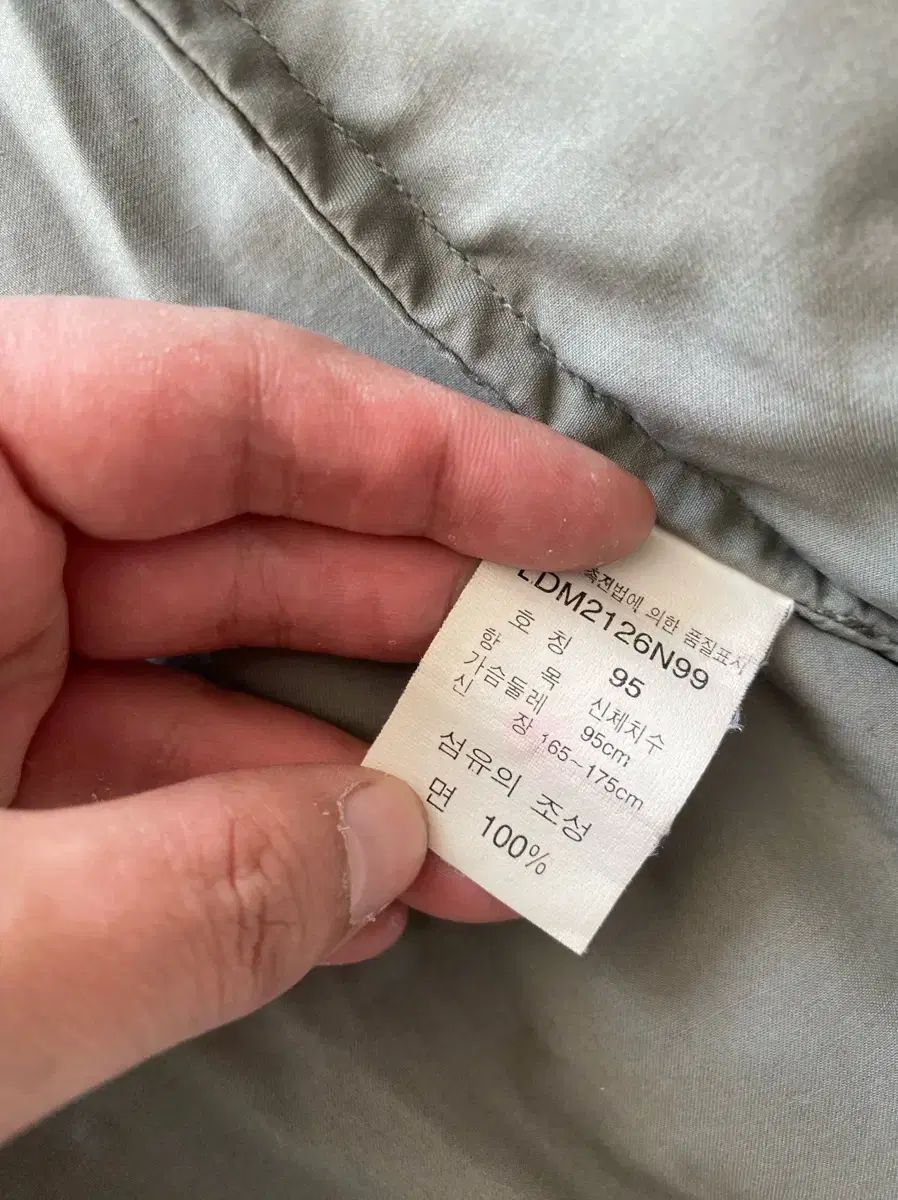 촉진법에 의한 품질표시
LDM2126N99
호 칭 95
항 목 신체치수
가슴둘레 95cm
신 장 165~175cm
섬유의 조성
면 100%